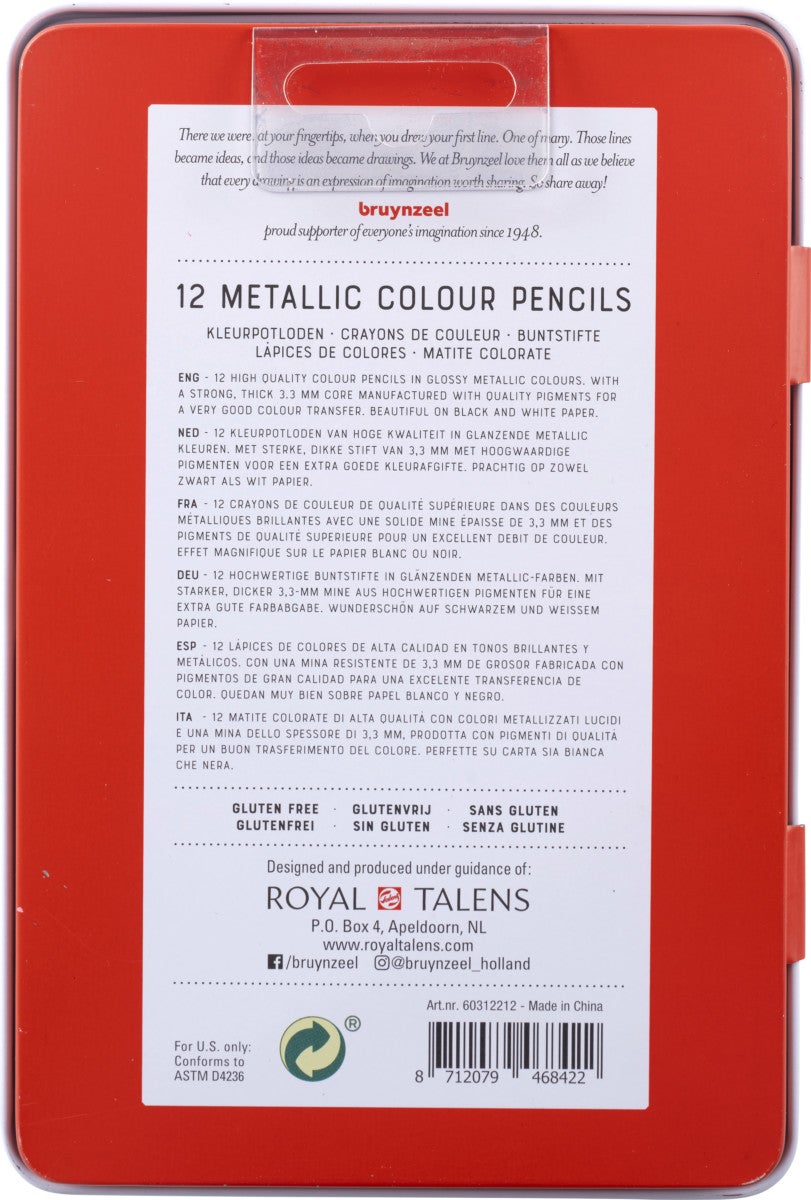 There we were, at your fingertips, when you drew your first line. One of many. Those lines
became ideas, and those ideas became drawings. We at Bruynzeel love them all as we believe
that every drawing is an expression of imagination worth sharing. So share away!
bruynzeel
proud supporter of everyone's imagination since 1948.
12 METALLIC COLOUR PENCILS
KLEURPOTLODEN · CRAYONS DE COULEUR · BUNTSTIFTE
LÁPICES DE COLORES · MATITE COLORATE
ENG - 12 HIGH QUALITY COLOUR PENCILS IN GLOSSY METALLIC COLOURS. WITH
A STRONG, THICK 3.3 MM CORE MANUFACTURED WITH QUALITY PIGMENTS FOR
A VERY GOOD COLOUR TRANSFER. BEAUTIFUL ON BLACK AND WHITE PAPER.
NED - 12 KLEURPOTLODEN VAN HOGE KWALITEIT IN GLANZENDE METALLIC
KLEUREN. MET STERKE, DIKKE STIFT VAN 3,3 MM MET HOOGWAARDIGE
PIGMENTEN VOOR EEN EXTRA GOEDE KLEURAFGIFTE. PRACHTIG OP ZOWEL
ZWART ALS WIT PAPIER.
FRA - 12 CRAYONS DE COULEUR DE QUALITÉ SUPÉRIEURE DANS DES COULEURS
MÉTALLIQUES BRILLANTES AVEC UNE SOLIDE MINE ÉPAISSE DE 3,3 MM ET DES
PIGMENTS DE QUALITÉ SUPERIEURE POUR UN EXCELLENT DEBIT DE COULEUR.
EFFET MAGNIFIQUE SUR LE PAPIER BLANC OU NOIR.
DEU - 12 HOCHWERTIGE BUNTSTIFTE IN GLÄNZENDEN METALLIC-FARBEN. MIT
STARKER, DICKER 3,3-MM MINE AUS HOCHWERTIGEN PIGMENTEN FÜR EINE
EXTRA GUTE FARBABGABE. WUNDERSCHÖN AUF SCHWARZEM UND WEISSEM
PAPIER.
ESP - 12 LÁPICES DE COLORES DE ALTA CALIDAD EN TONOS BRILLANTES Y
METÁLICOS. CON UNA MINA RESISTENTE DE 3,3 MM DE GROSOR FABRICADA CON
PIGMENTOS DE GRAN CALIDAD PARA UNA EXCELENTE TRANSFERENCIA DE
COLOR. QUEDAN MUY BIEN SOBRE PAPEL BLANCO Y NEGRO.
ITA - 12 MATITE COLORATE DI ALTA QUALITÀ CON COLORI METALLIZZATI LUCIDI
E UNA MINA DELLO SPESSORE DI 3,3 MM, PRODOTTA CON PIGMENTI DI QUALITÀ
PER UN BUON TRASFERIMENTO DEL COLORE. PERFETTE SU CARTA SIA BIANCA
CHE NERA.
GLUTEN FREE · GLUTENVRIJ · SANS GLUTEN
GLUTENFREI · SIN GLUTEN · SENZA GLUTINE
Designed and produced under guidance of:
ROYAL TALENS
P.O. Box 4, Apeldoorn, NL
www.royaltalens.com
/bruynzeel @bruynzeel_holland
Art.nr. 60312212 - Made in China
For U.S. only:
Conforms to
ASTM D4236
®
8 712079 468422